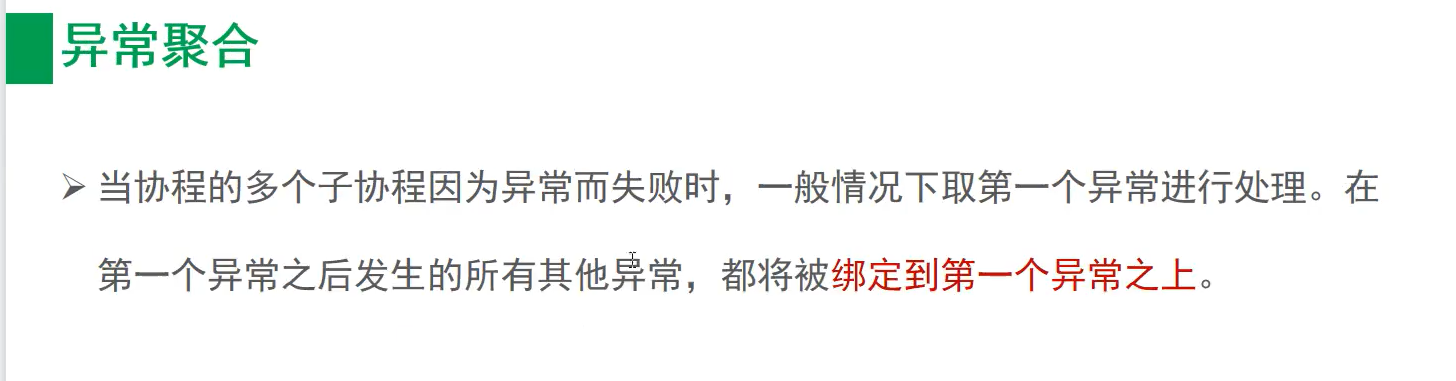 异常聚合
当协程的多个子协程因为异常而失败时，一般情况下取第一个异常进行处理。在
第一个异常之后发生的所有其他异常，都将被绑定到第一个异常之上。